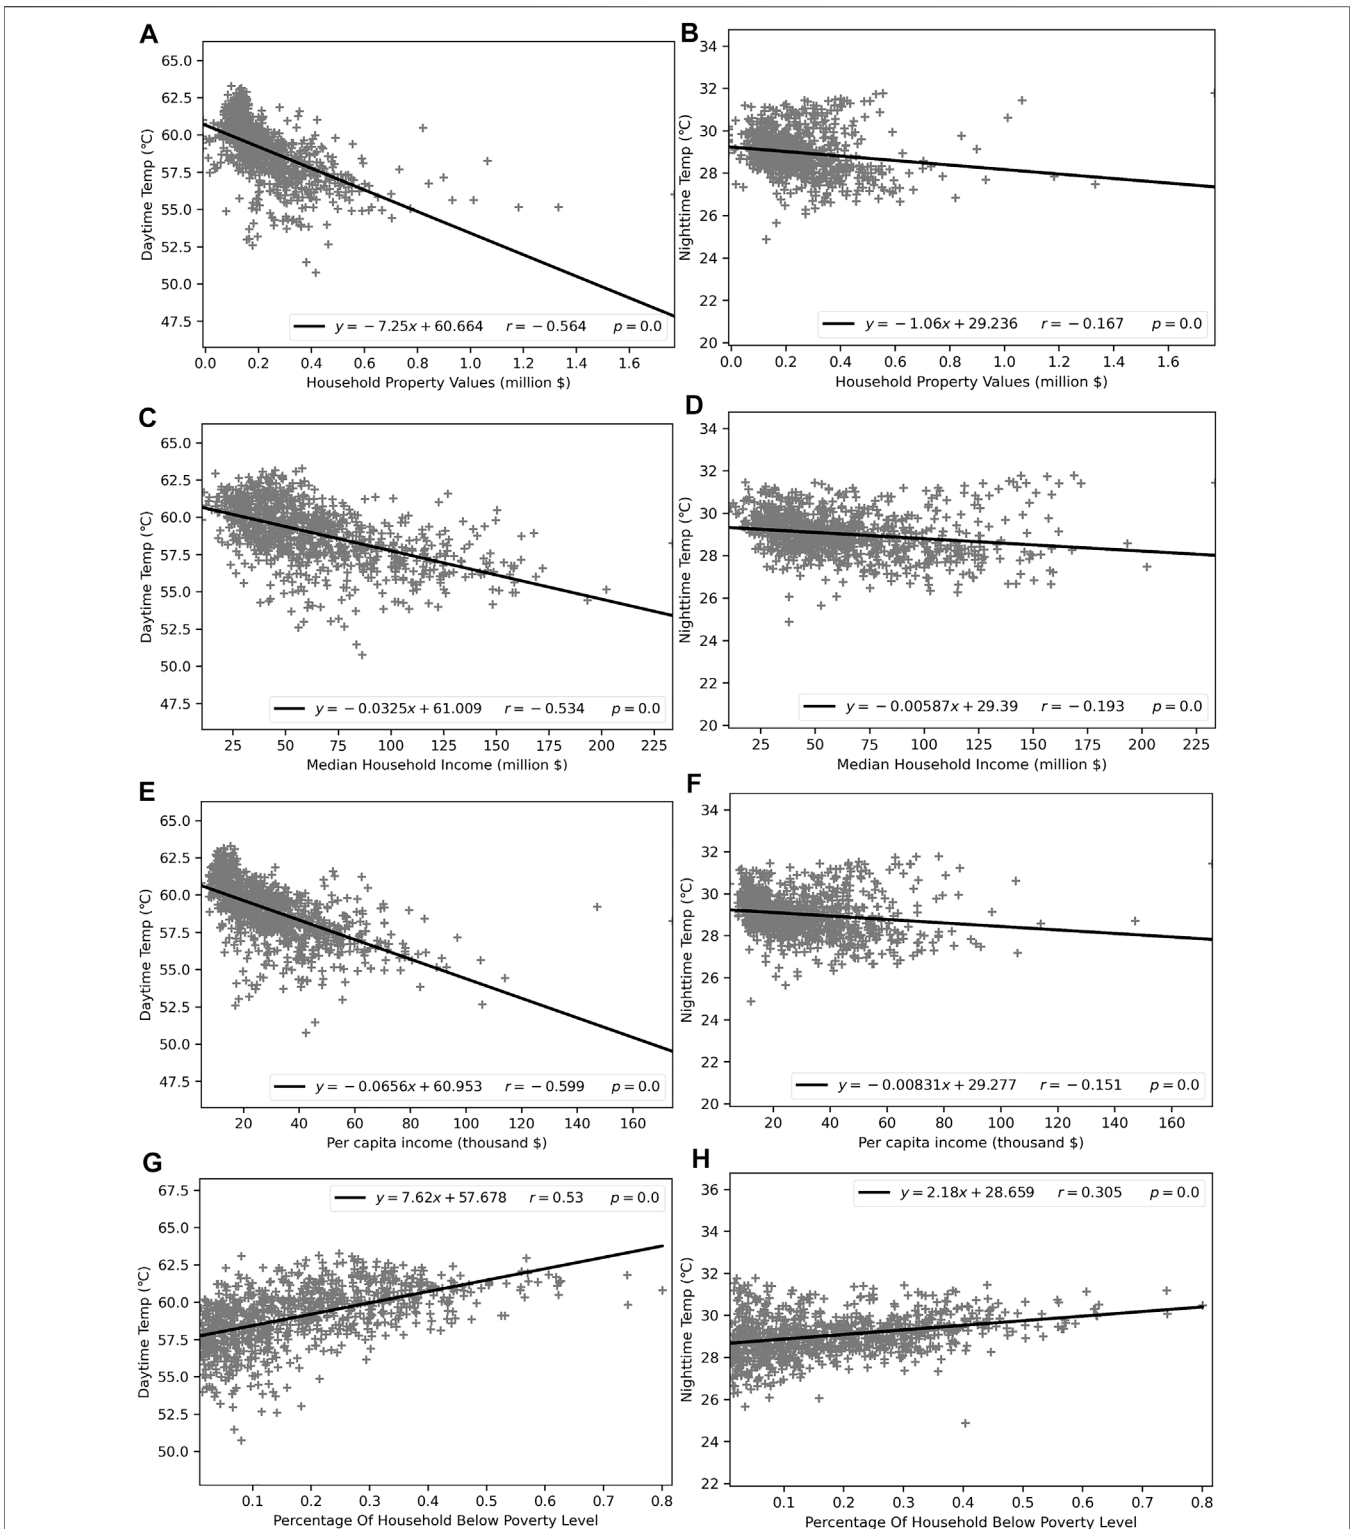 A
65.0
62.5
60.0
57.5
55.0
52.5
50.0
47.5
Daytime Temp (°C)
y = − 7.25x + 60.664 r = − 0.564 p = 0.0
0.0 0.2 0.4 0.6 0.8 1.0 1.2 1.4 1.6
Household Property Values (million $)
B
34
32
30
28
26
24
22
20
Nighttime Temp (°C)
y = − 1.06x + 29.236 r = − 0.167 p = 0.0
0.0 0.2 0.4 0.6 0.8 1.0 1.2 1.4 1.6
Household Property Values (million $)
C
65.0
62.5
60.0
57.5
55.0
52.5
50.0
47.5
Daytime Temp (°C)
y = − 0.0325x + 61.009 r = − 0.534 p = 0.0
25 50 75 100 125 150 175 200 225
Median Household Income (million $)
D
34
32
30
28
26
24
22
20
Nighttime Temp (°C)
y = − 0.00587x + 29.39 r = − 0.193 p = 0.0
25 50 75 100 125 150 175 200 225
Median Household Income (million $)
E
65.0
62.5
60.0
57.5
55.0
52.5
50.0
47.5
Daytime Temp (°C)
y = − 0.0656x + 60.953 r = − 0.599 p = 0.0
20 40 60 80 100 120 140 160
Per capita income (thousand $)
F
34
32
30
28
26
24
22
20
Nighttime Temp (°C)
y = − 0.00831x + 29.277 r = − 0.151 p = 0.0
20 40 60 80 100 120 140 160
Per capita income (thousand $)
G
67.5
65.0
62.5
60.0
57.5
55.0
52.5
50.0
Daytime Temp (°C)
y = 7.62x + 57.678 r = 0.53 p = 0.0
0.1 0.2 0.3 0.4 0.5 0.6 0.7 0.8
Percentage Of Household Below Poverty Level
H
36
34
32
30
28
26
24
22
Nighttime Temp (°C)
y = 2.18x + 28.659 r = 0.305 p = 0.0
0.1 0.2 0.3 0.4 0.5 0.6 0.7 0.8
Percentage Of Household Below Poverty Level